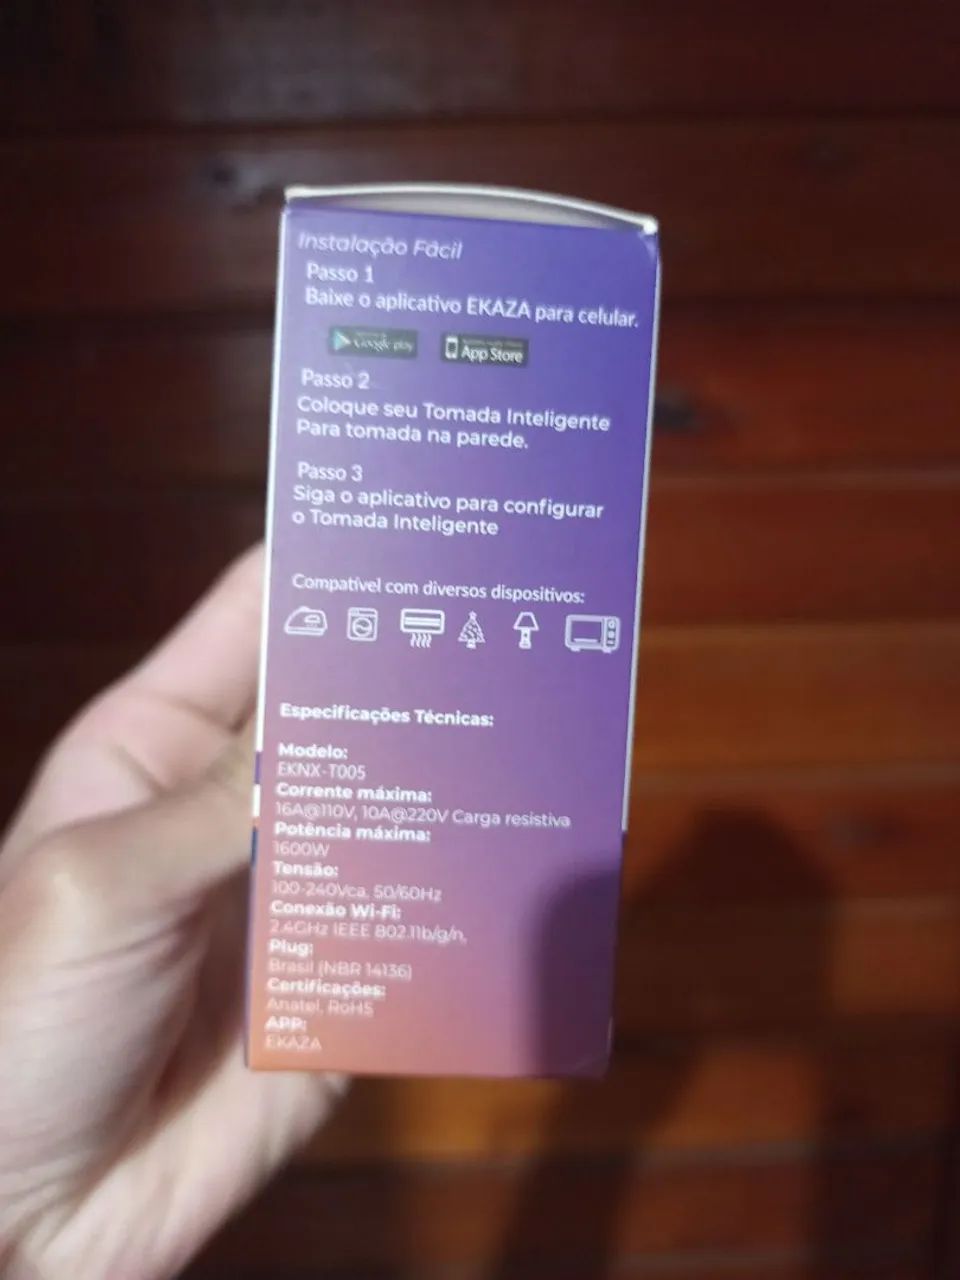 Instalação Fácil
Passo 1
Baixe o aplicativo EKAZA para celular.
Google play
App Store
Passo 2
Coloque seu Tomada Inteligente
Para tomada na parede.
Passo 3
Siga o aplicativo para configurar
o Tomada Inteligente
Compatível com diversos dispositivos:
Especificações Técnicas:
Modelo:
EKNX-T005
Corrente máxima:
16A@110V, 10A@220V Carga resistiva
Potência máxima:
1600W
Tensão:
100-240Vca, 50/60Hz
Conexão Wi-Fi:
2.4GHz IEEE 802.11b/g/n,
Plug:
Brasil (NBR 14136)
Certificações:
Anatel, RoHS
APP:
EKAZA